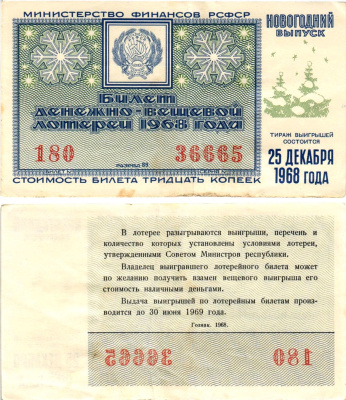 МИНИСТЕРСТВО ФИНАНСОВ РСФСР
НОВОГОДНИЙ
ВЫПУСК
Билет
денежно-вещевой
лотереи 1968 года
180 36665
РАЗРЯД
СТОИМОСТЬ БИЛЕТА ТРИДЦАТЬ КОПЕЕК
ТИРАЖ ВЫИГРЫШЕЙ
СОСТОИТСЯ
25 ДЕКАБРЯ
1968 ГОДА
В лотерее разыгрываются выигрыши, перечень и
количество которых установлены условиями лотереи,
утвержденными Советом Министров республики.
Владелец выигравшего лотерейного билета может
по желанию получить взамен вещевого выигрыша его
стоимость наличными деньгами.
Выдача выигрышей по лотерейным билетам произ-
водится до 30 июня 1969 года.
Гознак. 1968.
36665 180